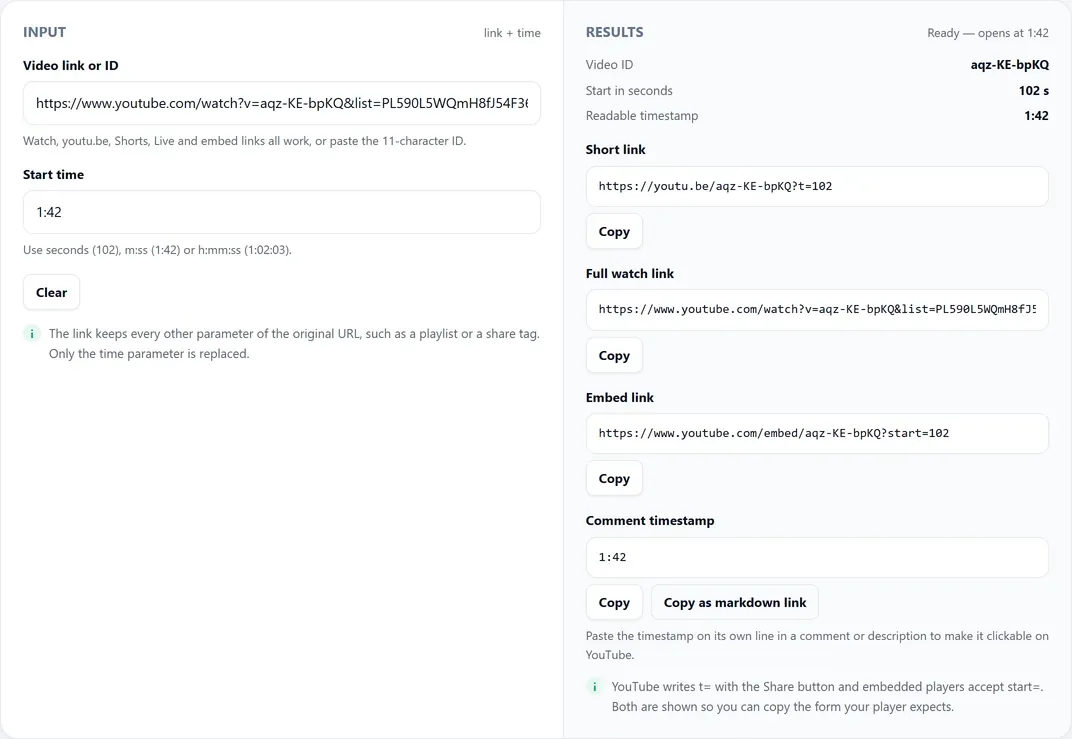 INPUT
link + time
Video link or ID
https://www.youtube.com/watch?v=aqz-KE-bpKQ&list=PL590L5WQmH8fJ54F36
Watch, youtu.be, Shorts, Live and embed links all work, or paste the 11-character ID.
Start time
1:42
Use seconds (102), m:ss (1:42) or h:mm:ss (1:02:03).
Clear
The link keeps every other parameter of the original URL, such as a playlist or a share tag.
Only the time parameter is replaced.
RESULTS
Ready — opens at 1:42
Video ID
aqz-KE-bpKQ
Start in seconds
102 s
Readable timestamp
1:42
Short link
https://youtu.be/aqz-KE-bpKQ?t=102
Copy
Full watch link
https://www.youtube.com/watch?v=aqz-KE-bpKQ&list=PL590L5WQmH8fJ5
Copy
Embed link
https://www.youtube.com/embed/aqz-KE-bpKQ?start=102
Copy
Comment timestamp
1:42
Copy
Copy as markdown link
Paste the timestamp on its own line in a comment or description to make it clickable on
YouTube.
YouTube writes t= with the Share button and embedded players accept start=.
Both are shown so you can copy the form your player expects.